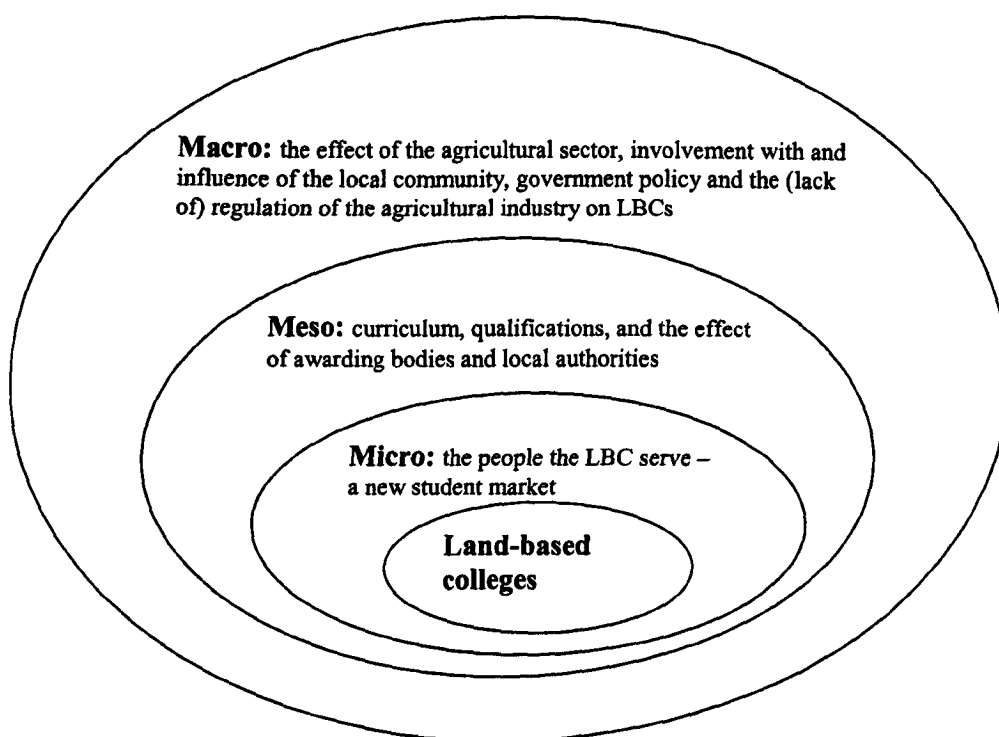 Macro: the effect of the agricultural sector, involvement with and
influence of the local community, government policy and the (lack
of) regulation of the agricultural industry on LBCs
Meso: curriculum, qualifications, and the effect
of awarding bodies and local authorities
Micro: the people the LBC serve –
a new student market
Land-based
colleges